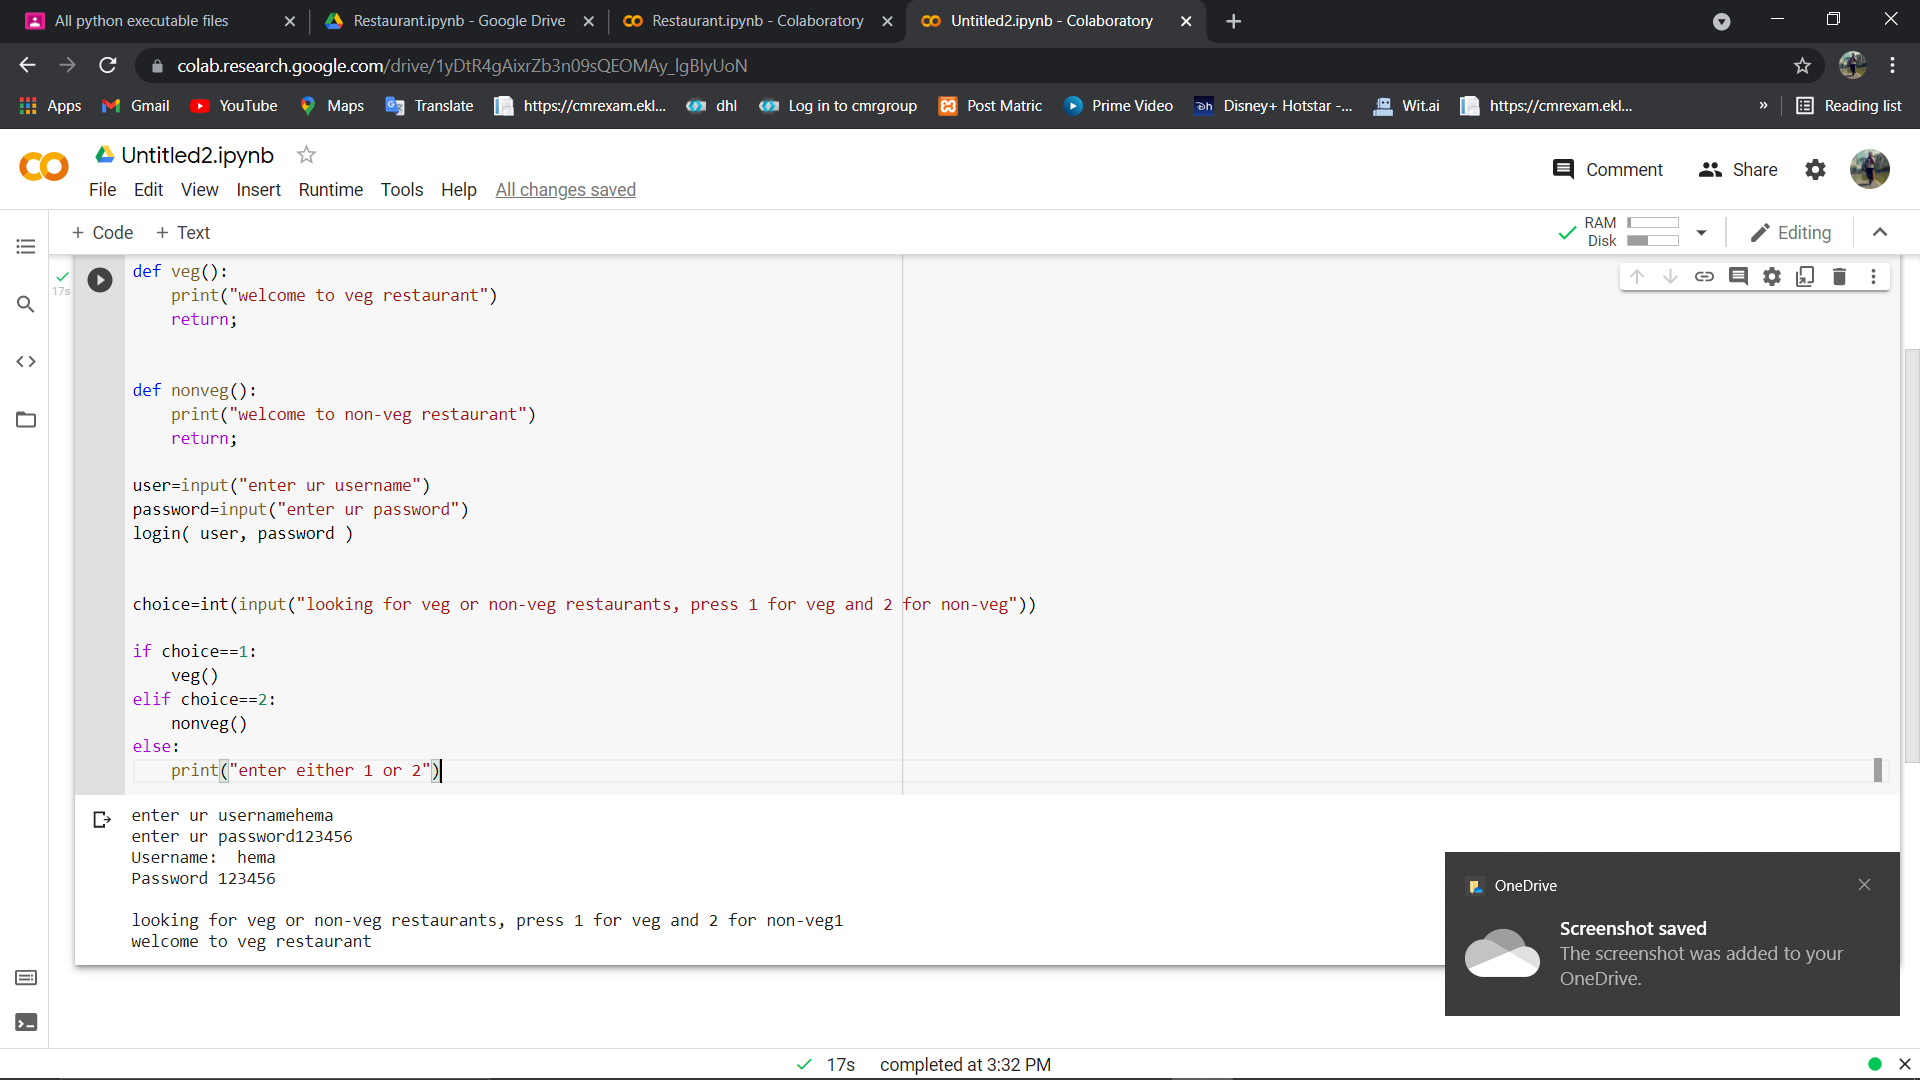 All python executable files
Restaurant.ipynb - Google Drive
Restaurant.ipynb - Colaboratory
Untitled2.ipynb - Colaboratory
colab.research.google.com/drive/1yDtR4gAixrZb3n09sQEOMAy_lgBlyUoN
Apps Gmail YouTube Maps Translate https://cmrexam.ekl... dhl Log in to cmrgroup Post Matric Prime Video Disney+ Hotstar -... Wit.ai https://cmrexam.ekl... » Reading list
Untitled2.ipynb
Comment Share
File Edit View Insert Runtime Tools Help All changes saved
+ Code + Text
RAM
Disk
Editing
17s
def veg():
    print("welcome to veg restaurant")
    return;
def nonveg():
    print("welcome to non-veg restaurant")
    return;
user=input("enter ur username")
password=input("enter ur password")
login( user, password )
choice=int(input("looking for veg or non-veg restaurants, press 1 for veg and 2 for non-veg"))
if choice==1:
    veg()
elif choice==2:
    nonveg()
else:
    print("enter either 1 or 2")
enter ur usernamehema
enter ur password123456
Username:  hema
Password 123456
looking for veg or non-veg restaurants, press 1 for veg and 2 for non-veg1
welcome to veg restaurant
OneDrive
Screenshot saved
The screenshot was added to your
OneDrive.
17s completed at 3:32 PM